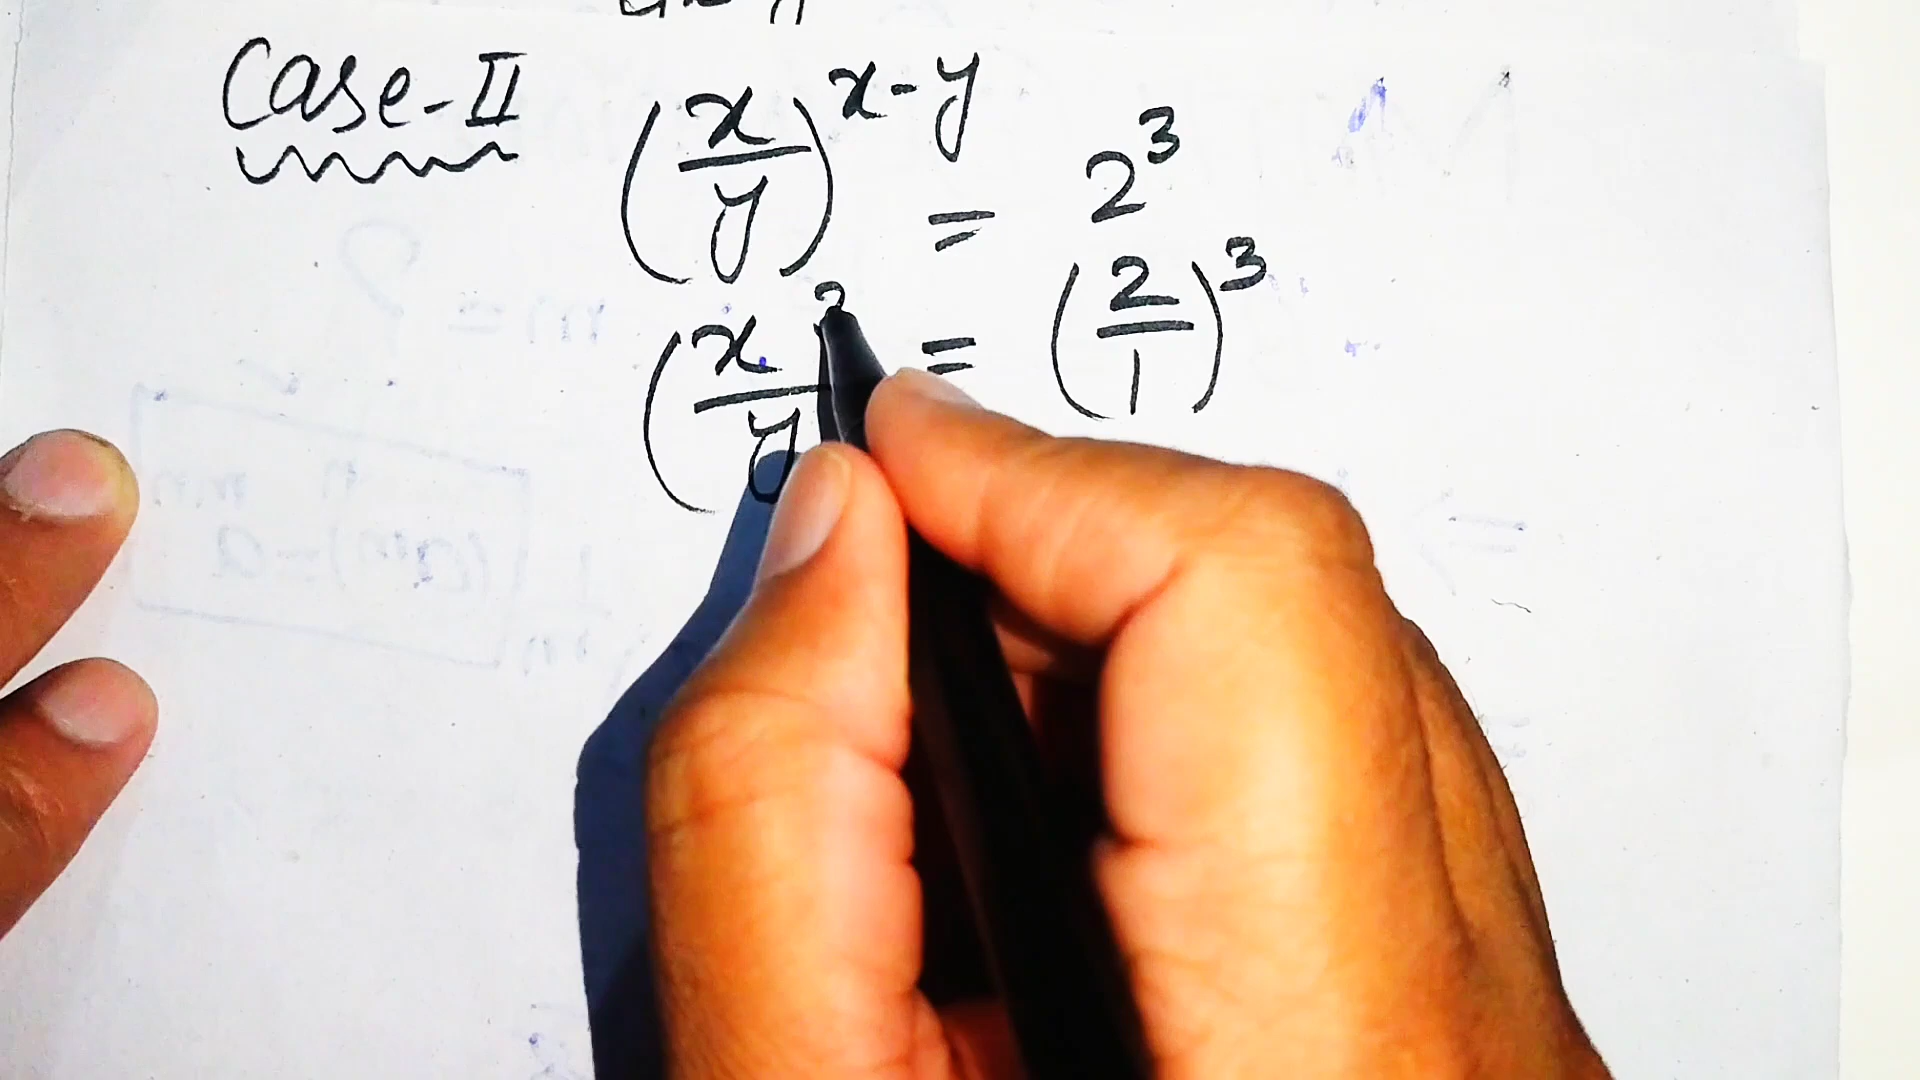 Case-II (x/y)^x-y = 2^3
(x/y = (2/1)^3